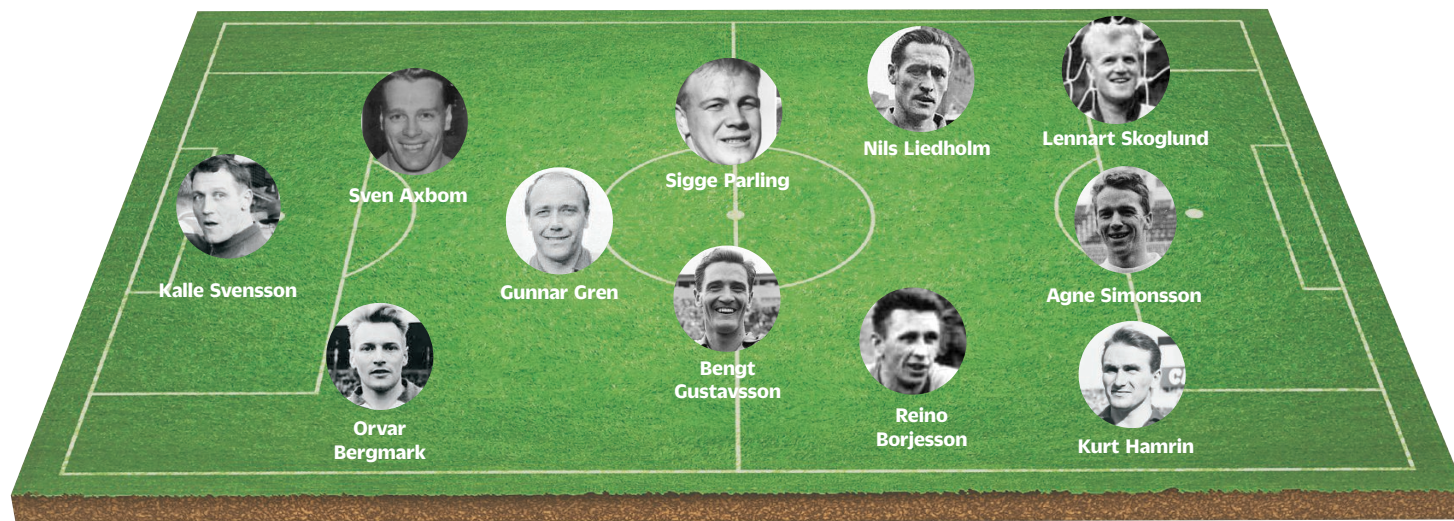 Kalle Svensson
Sven Axbom
Orvar
Bergmark
Gunnar Gren
Sigge Parling
Bengt
Gustavsson
Nils Liedholm
Reino
Borjesson
Lennart Skoglund
Agne Simonsson
Kurt Hamrin